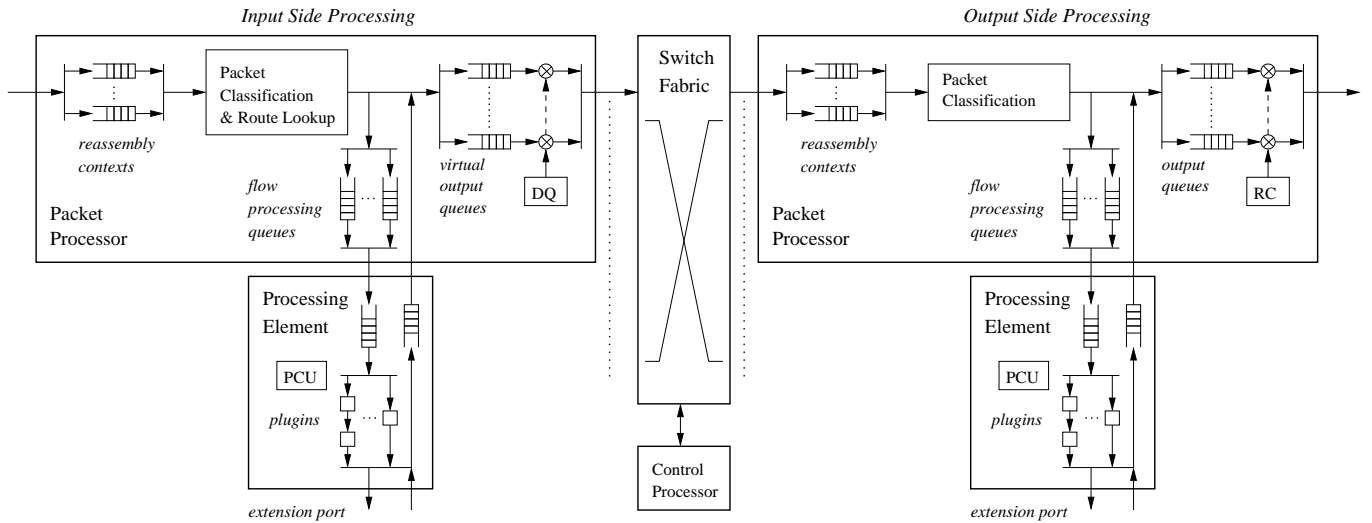 Input Side Processing
Packet
Classification
& Route Lookup
reassembly
contexts
flow
processing
queues
virtual
output
queues
DQ
Packet
Processor
Processing
Element
PCU
plugins
extension port
Switch
Fabric
Control
Processor
Output Side Processing
Packet
Classification
reassembly
contexts
flow
processing
queues
output
queues
RC
Packet
Processor
Processing
Element
PCU
plugins
extension port